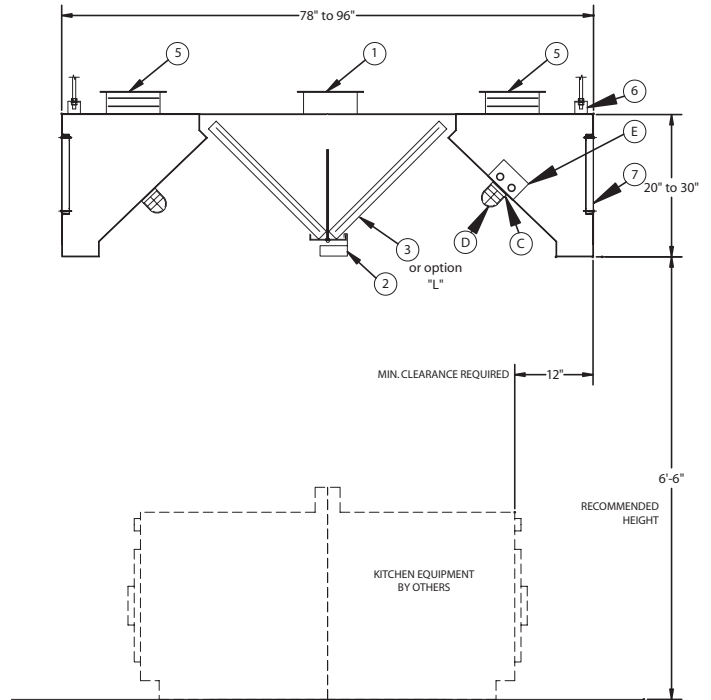 78" to 96"
5
1
5
6
E
7
20" to 30"
D
C
3
or option
"L"
2
MIN. CLEARANCE REQUIRED
12"
6'-6"
RECOMMENDED
HEIGHT
KITCHEN EQUIPMENT
BY OTHERS